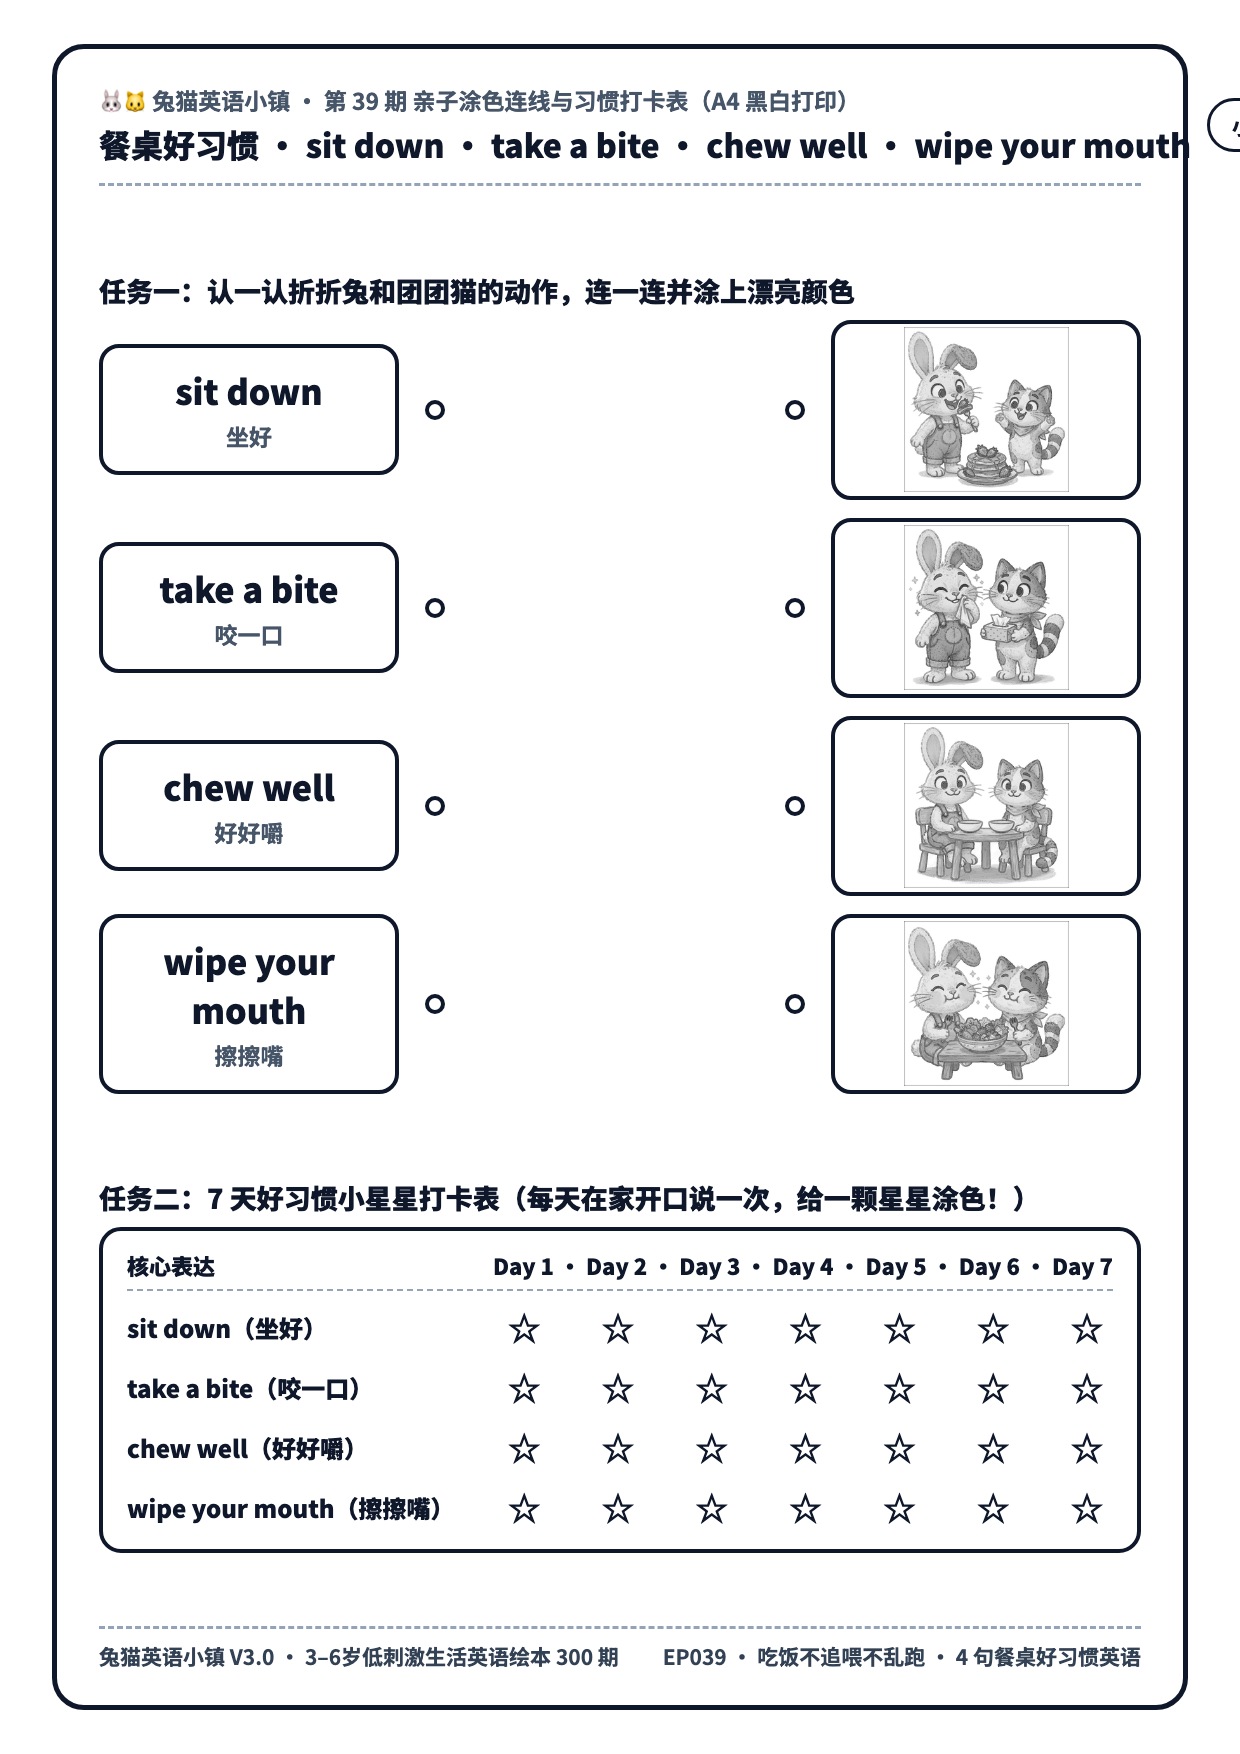 兔猫英语小镇 • 第 39 期 亲子涂色连线与习惯打卡表（A4 黑白打印）
餐桌好习惯 • sit down • take a bite • chew well • wipe your mouth
任务一：认一认折折兔和团团猫的动作，连一连并涂上漂亮颜色
sit down
坐好
take a bite
咬一口
chew well
好好嚼
wipe your
mouth
擦擦嘴
任务二：7 天好习惯小星星打卡表（每天在家开口说一次，给一颗星星涂色！）
核心表达 Day 1 • Day 2 • Day 3 • Day 4 • Day 5 • Day 6 • Day 7
sit down（坐好） ☆ ☆ ☆ ☆ ☆ ☆ ☆
take a bite（咬一口） ☆ ☆ ☆ ☆ ☆ ☆ ☆
chew well（好好嚼） ☆ ☆ ☆ ☆ ☆ ☆ ☆
wipe your mouth（擦擦嘴） ☆ ☆ ☆ ☆ ☆ ☆ ☆
兔猫英语小镇 V3.0 • 3–6岁低刺激生活英语绘本 300 期 EP039 • 吃饭不追喂不乱跑 • 4 句餐桌好习惯英语